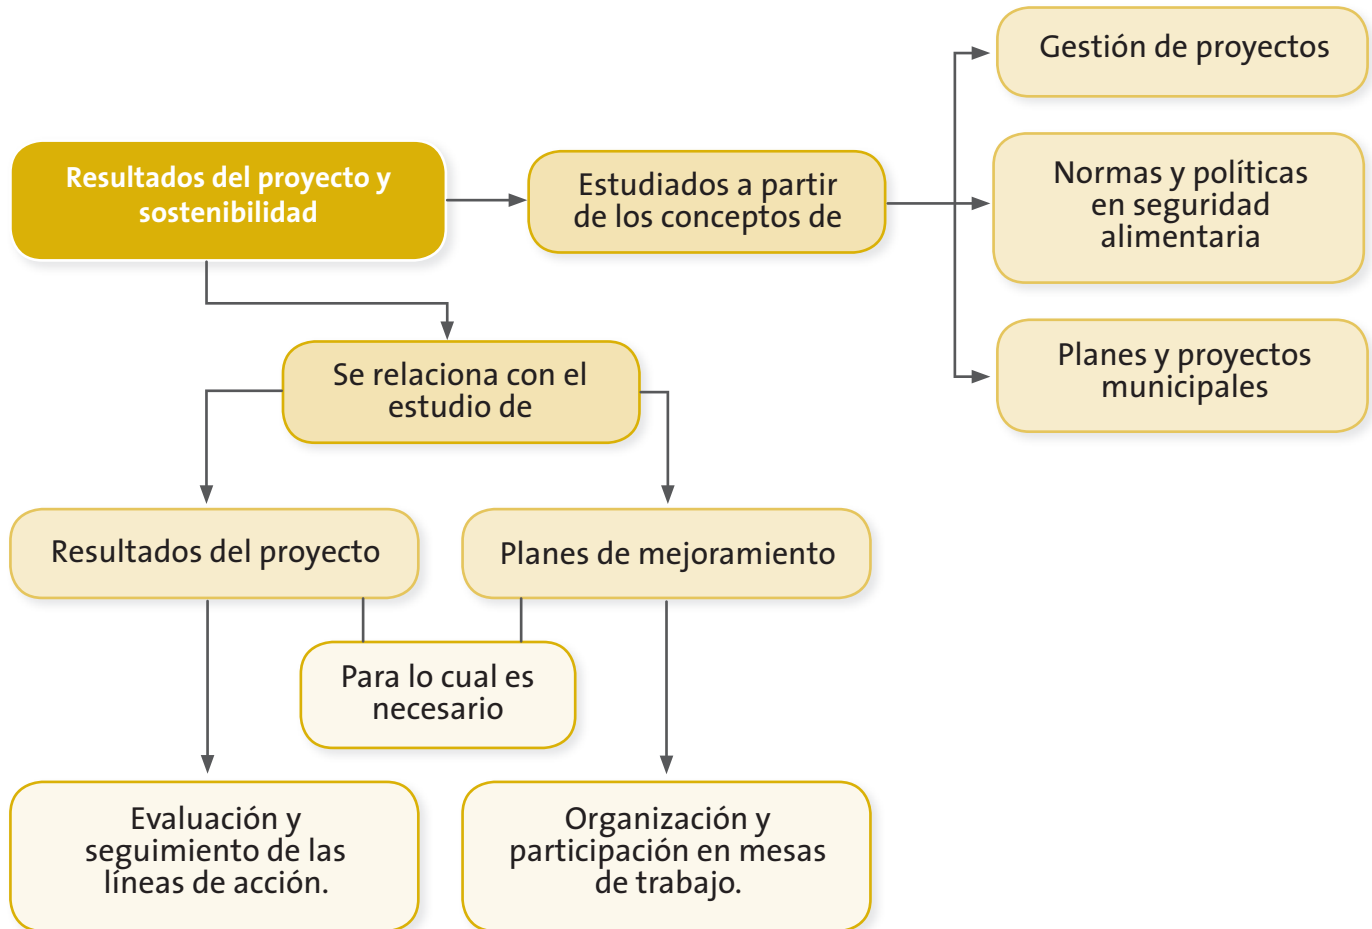 Gestión de proyectos
Resultados del proyecto y
sostenibilidad
Estudiados a partir
de los conceptos de
Normas y políticas
en seguridad
alimentaria
Planes y proyectos
municipales
Se relaciona con el
estudio de
Resultados del proyecto
Planes de mejoramiento
Para lo cual es
necesario
Evaluación y
seguimiento de las
líneas de acción.
Organización y
participación en mesas
de trabajo.